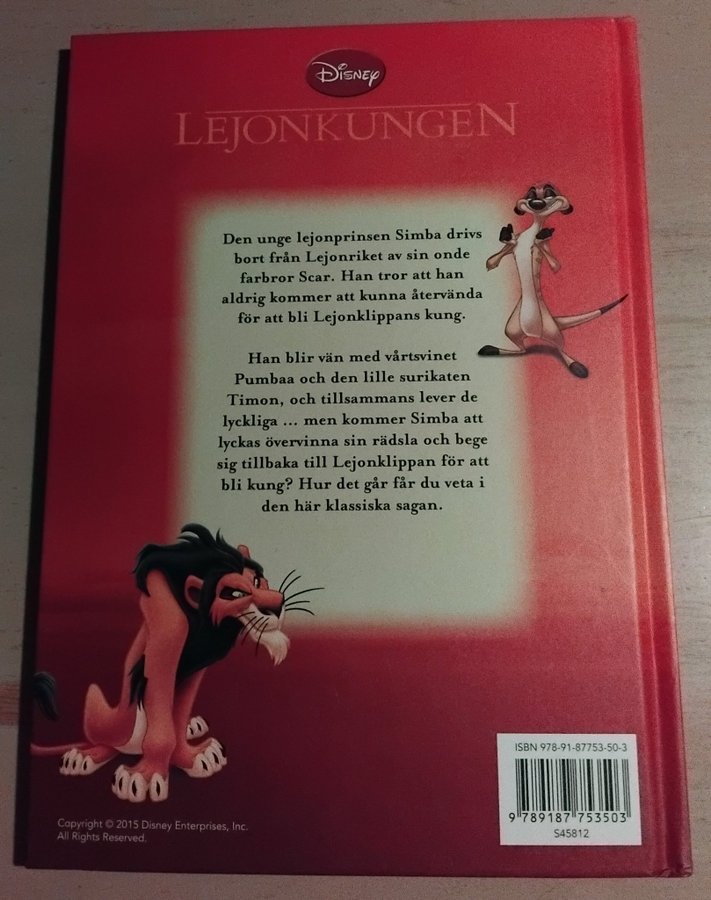 Disney
LEJONKUNGEN
Den unge lejonprinsen Simba drivs
bort från Lejonriket av sin onde
farbror Scar. Han tror att han
aldrig kommer att kunna återvända
för att bli Lejonklippans kung.
Han blir vän med vårtsvinet
Pumbaa och den lille surikaten
Timon, och tillsammans lever de
lyckliga ... men kommer Simba att
lyckas övervinna sin rädsla och bege
sig tillbaka till Lejonklippan för att
bli kung? Hur det går får du veta i
den här klassiska sagan.
ISBN 978-91-87753-50-3
9 789187 753503
S45812
Copyright © 2015 Disney Enterprises, Inc.
All Rights Reserved.